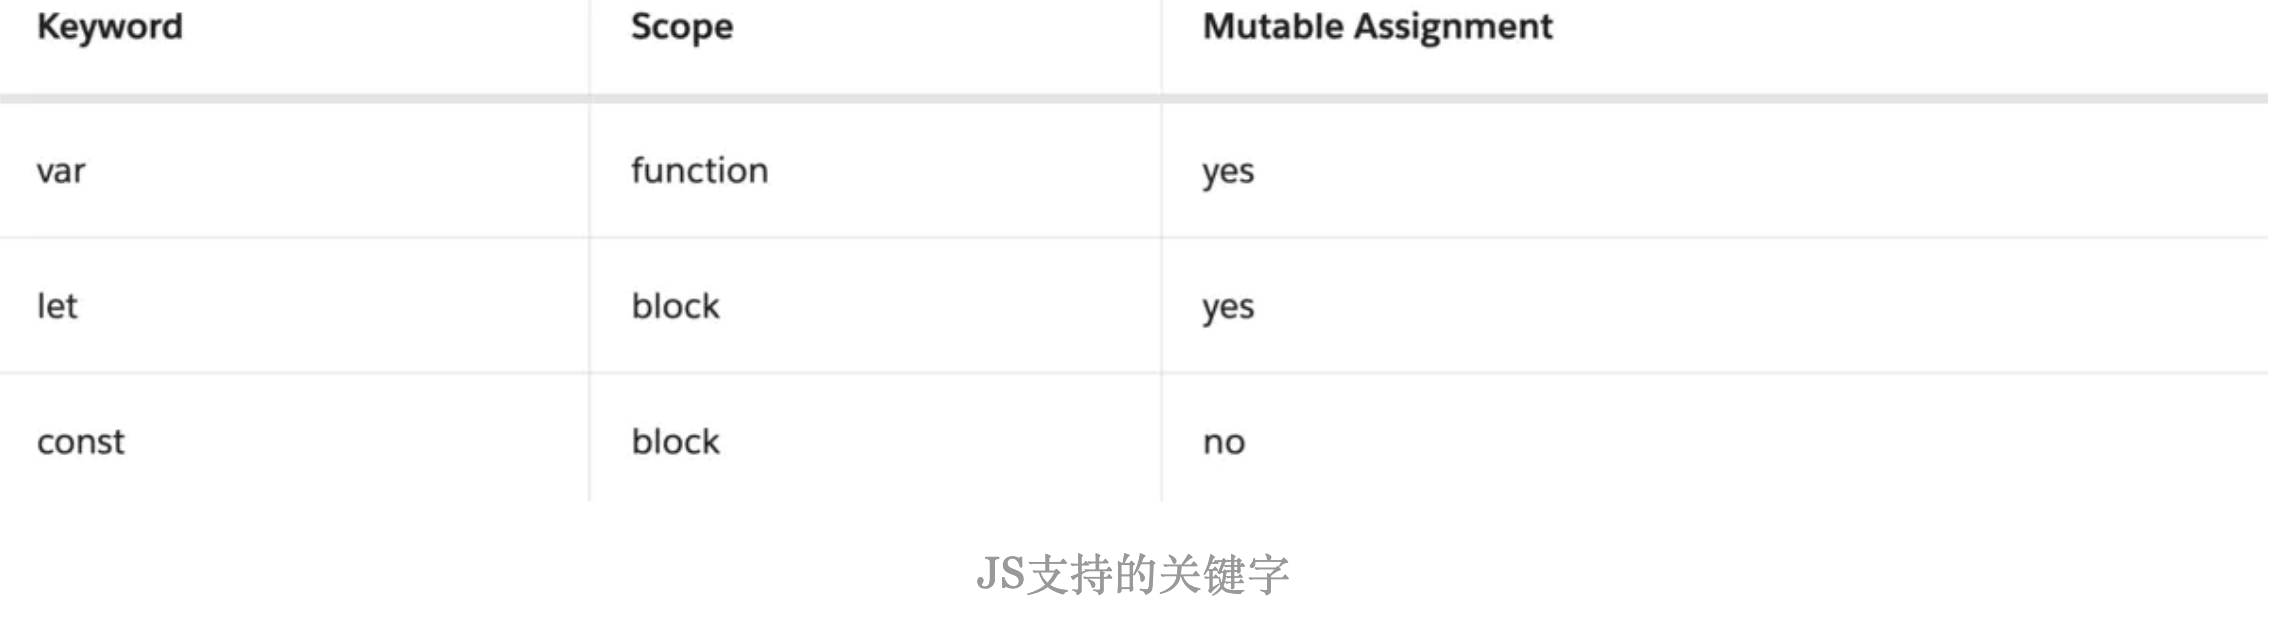 Keyword Scope Mutable Assignment
var function yes
let block yes
const block no
JS支持的关键字